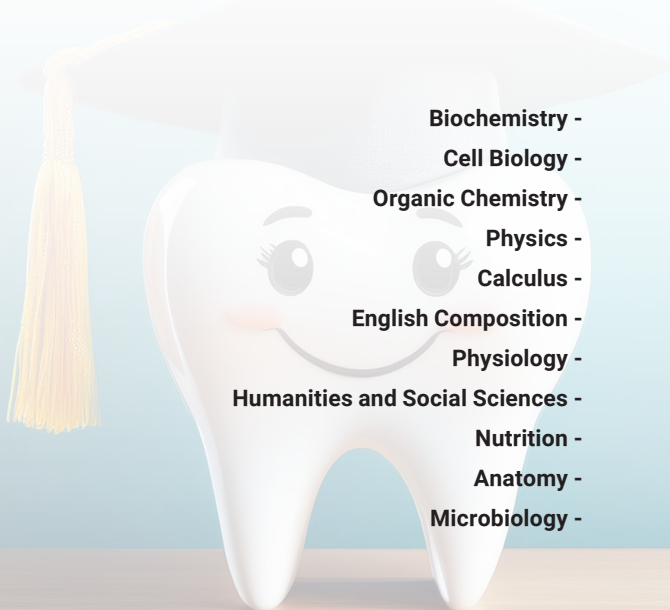 Biochemistry -
Cell Biology -
Organic Chemistry -
Physics -
Calculus -
English Composition -
Physiology -
Humanities and Social Sciences -
Nutrition -
Anatomy -
Microbiology -